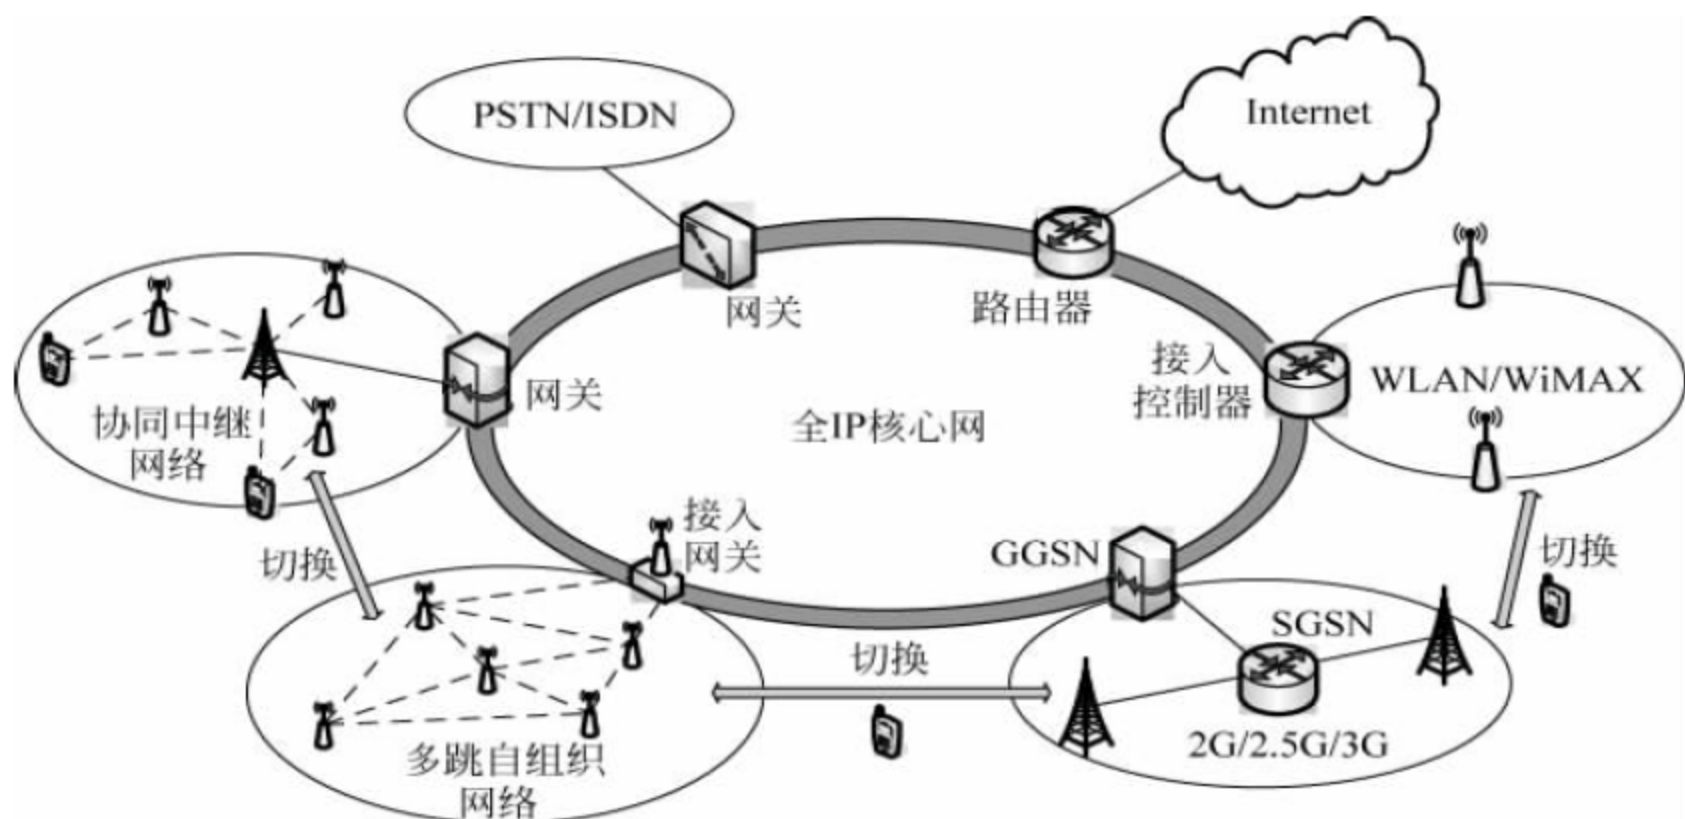 PSTN/ISDN
Internet
网关
路由器
接入
控制器
WLAN/WiMAX
网关
协同中继
网络
全IP核心网
接入
网关
GGSN
切换
切换
SGSN
切换
2G/2.5G/3G
多跳自组织
网络